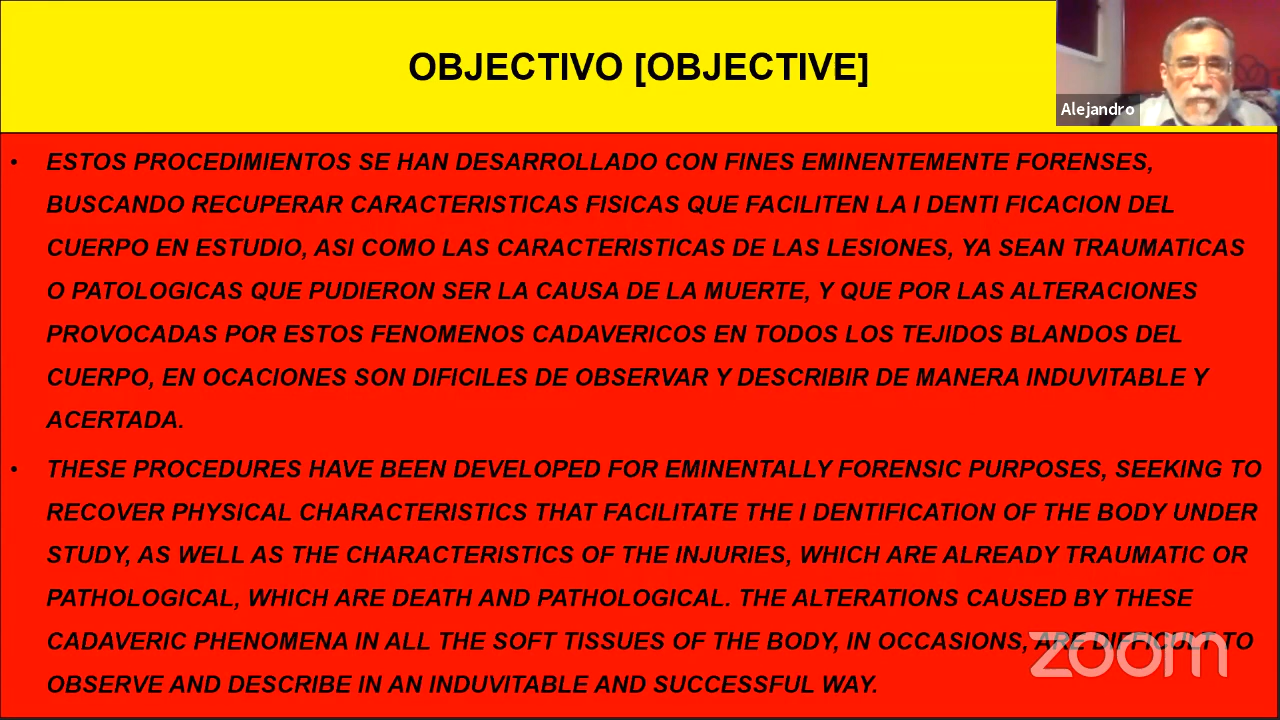 OBJECTIVO [OBJECTIVE]
Alejandro
• ESTOS PROCEDIMIENTOS SE HAN DESARROLLADO CON FINES EMINENTEMENTE FORENSES,
BUSCANDO RECUPERAR CARACTERISTICAS FISICAS QUE FACILITEN LA I DENTI FICACION DEL
CUERPO EN ESTUDIO, ASI COMO LAS CARACTERISTICAS DE LAS LESIONES, YA SEAN TRAUMATICAS
O PATOLOGICAS QUE PUDIERON SER LA CAUSA DE LA MUERTE, Y QUE POR LAS ALTERACIONES
PROVOCADAS POR ESTOS FENOMENOS CADAVERICOS EN TODOS LOS TEJIDOS BLANDOS DEL
CUERPO, EN OCACIONES SON DIFICILES DE OBSERVAR Y DESCRIBIR DE MANERA INDUVITABLE Y
ACERTADA.
• THESE PROCEDURES HAVE BEEN DEVELOPED FOR EMINENTALLY FORENSIC PURPOSES, SEEKING TO
RECOVER PHYSICAL CHARACTERISTICS THAT FACILITATE THE I DENTIFICATION OF THE BODY UNDER
STUDY, AS WELL AS THE CHARACTERISTICS OF THE INJURIES, WHICH ARE ALREADY TRAUMATIC OR
PATHOLOGICAL, WHICH ARE DEATH AND PATHOLOGICAL. THE ALTERATIONS CAUSED BY THESE
CADAVERIC PHENOMENA IN ALL THE SOFT TISSUES OF THE BODY, IN OCCASIONS, ARE DIFFICULT TO
OBSERVE AND DESCRIBE IN AN INDUVITABLE AND SUCCESSFUL WAY.
zoom